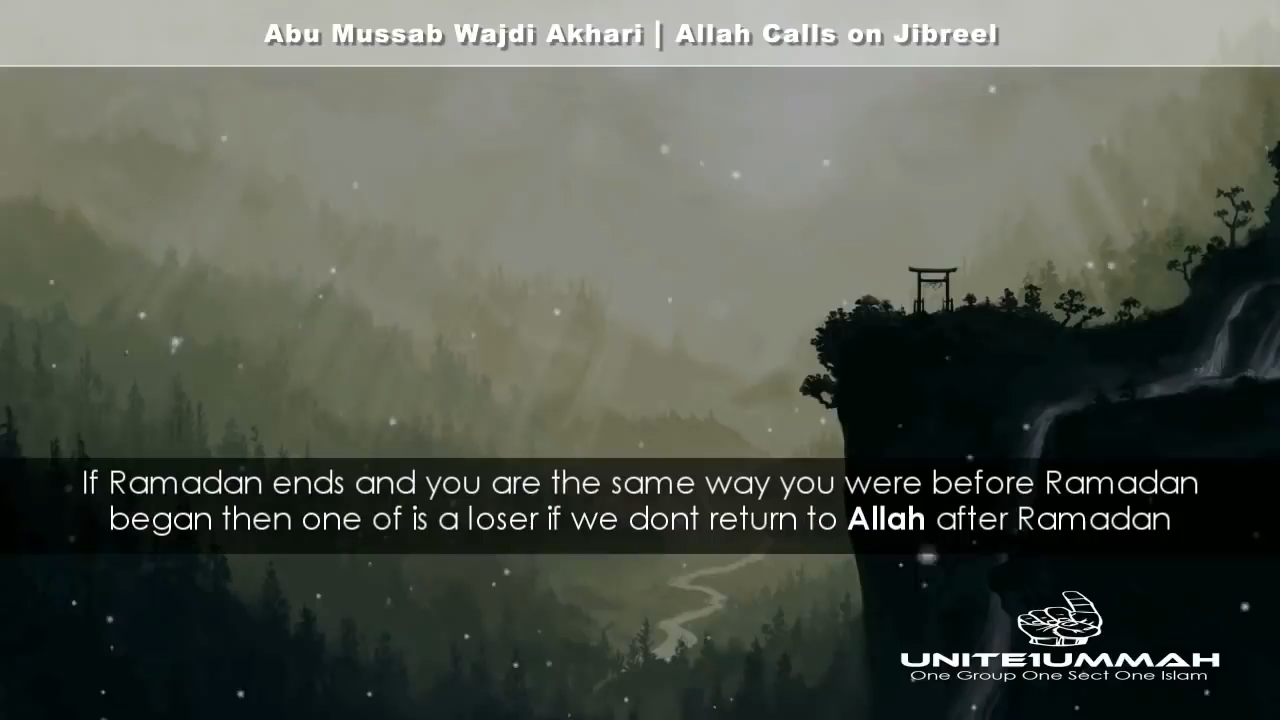 Abu Mussab Wajdi Akhari | Allah Calls on Jibreel
If Ramadan ends and you are the same way you were before Ramadan
began then one of is a loser if we dont return to Allah after Ramadan
UNITE1UMMAH
One Group One Sect One Islam